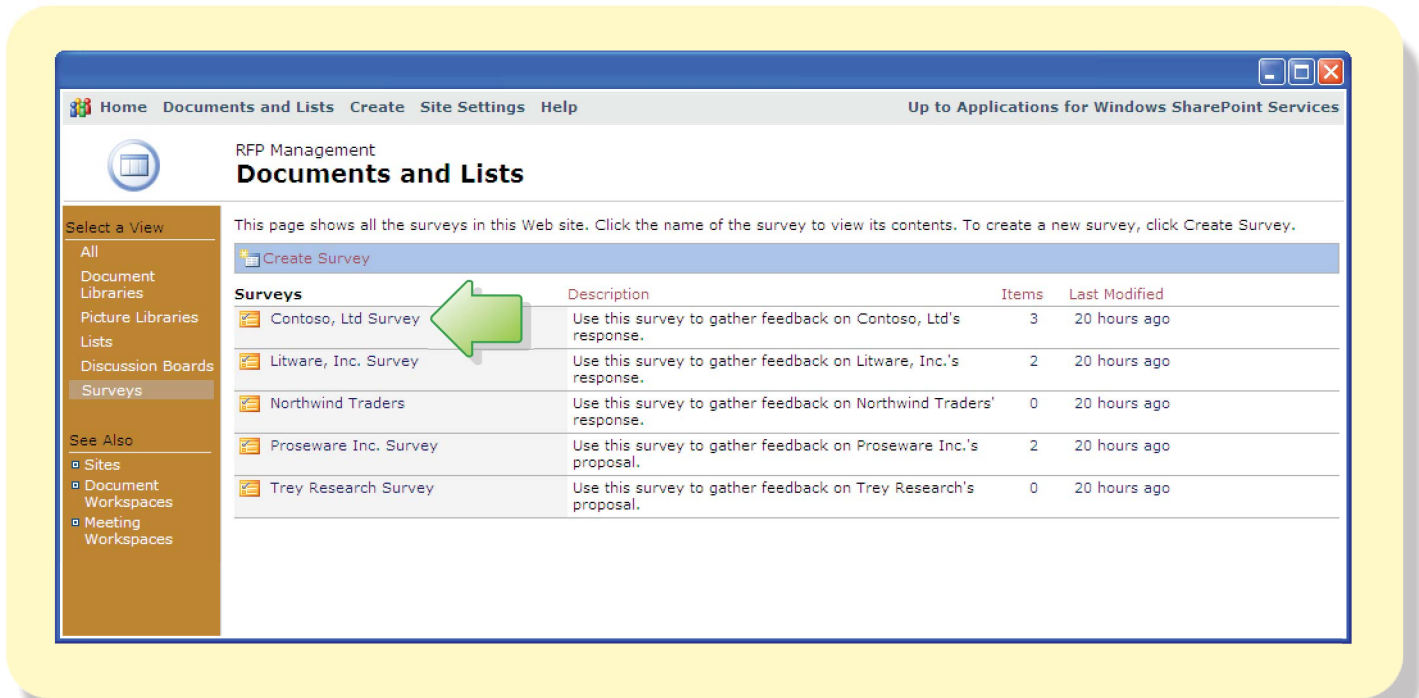 Home Documents and Lists Create Site Settings Help Up to Applications for Windows SharePoint Services
RFP Management
Documents and Lists
Select a View
All
Document
Libraries
Picture Libraries
Lists
Discussion Boards
Surveys
See Also
Sites
Document
Workspaces
Meeting
Workspaces
This page shows all the surveys in this Web site. Click the name of the survey to view its contents. To create a new survey, click Create Survey.
Create Survey
Surveys Description Items Last Modified
Contoso, Ltd Survey Use this survey to gather feedback on Contoso, Ltd's 3 20 hours ago
response.
Litware, Inc. Survey Use this survey to gather feedback on Litware, Inc.'s 2 20 hours ago
response.
Northwind Traders Use this survey to gather feedback on Northwind Traders' 0 20 hours ago
response.
Proseware Inc. Survey Use this survey to gather feedback on Proseware Inc.'s 2 20 hours ago
proposal.
Trey Research Survey Use this survey to gather feedback on Trey Research's 0 20 hours ago
proposal.